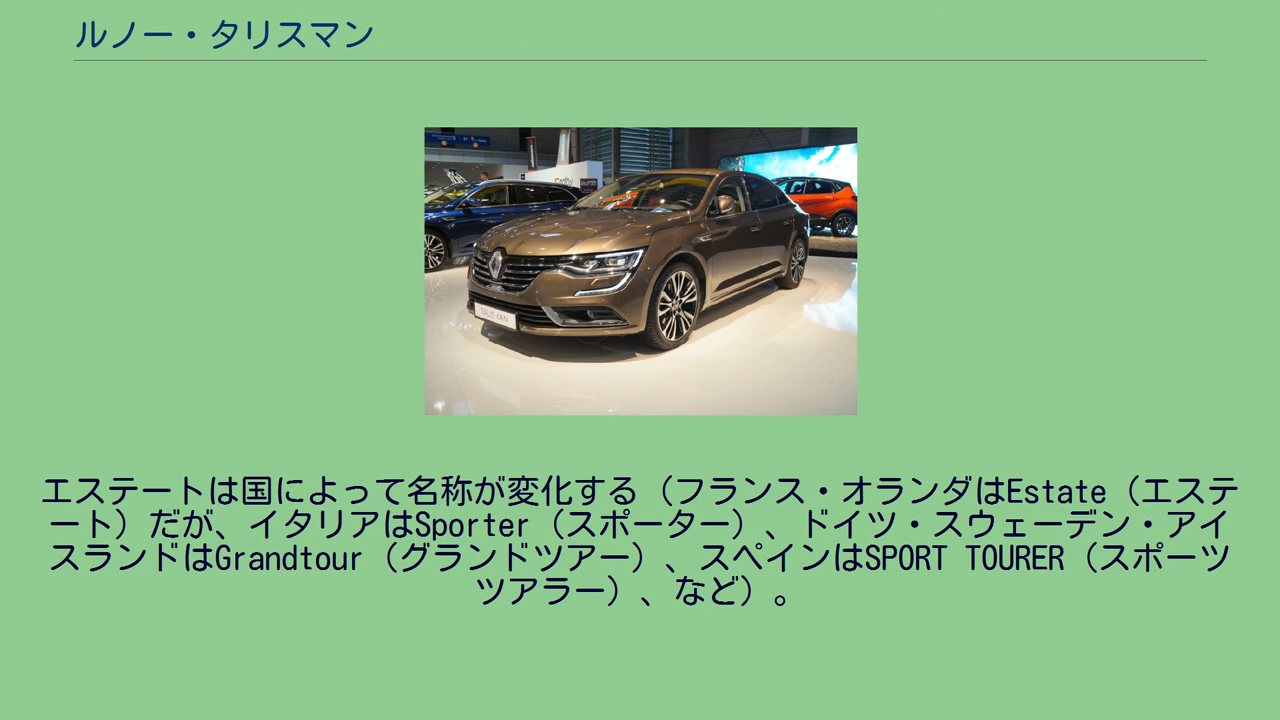 ルノー・タリスマン
TALISMAN
エステートは国によって名称が変化する（フランス・オランダはEstate（エステ
ート）だが、イタリアはSporter（スポーター）、ドイツ・スウェーデン・アイ
スランドはGrandtour（グランドツアー）、スペインはSPORT TOURER（スポーツ
ツアラー）、など）。